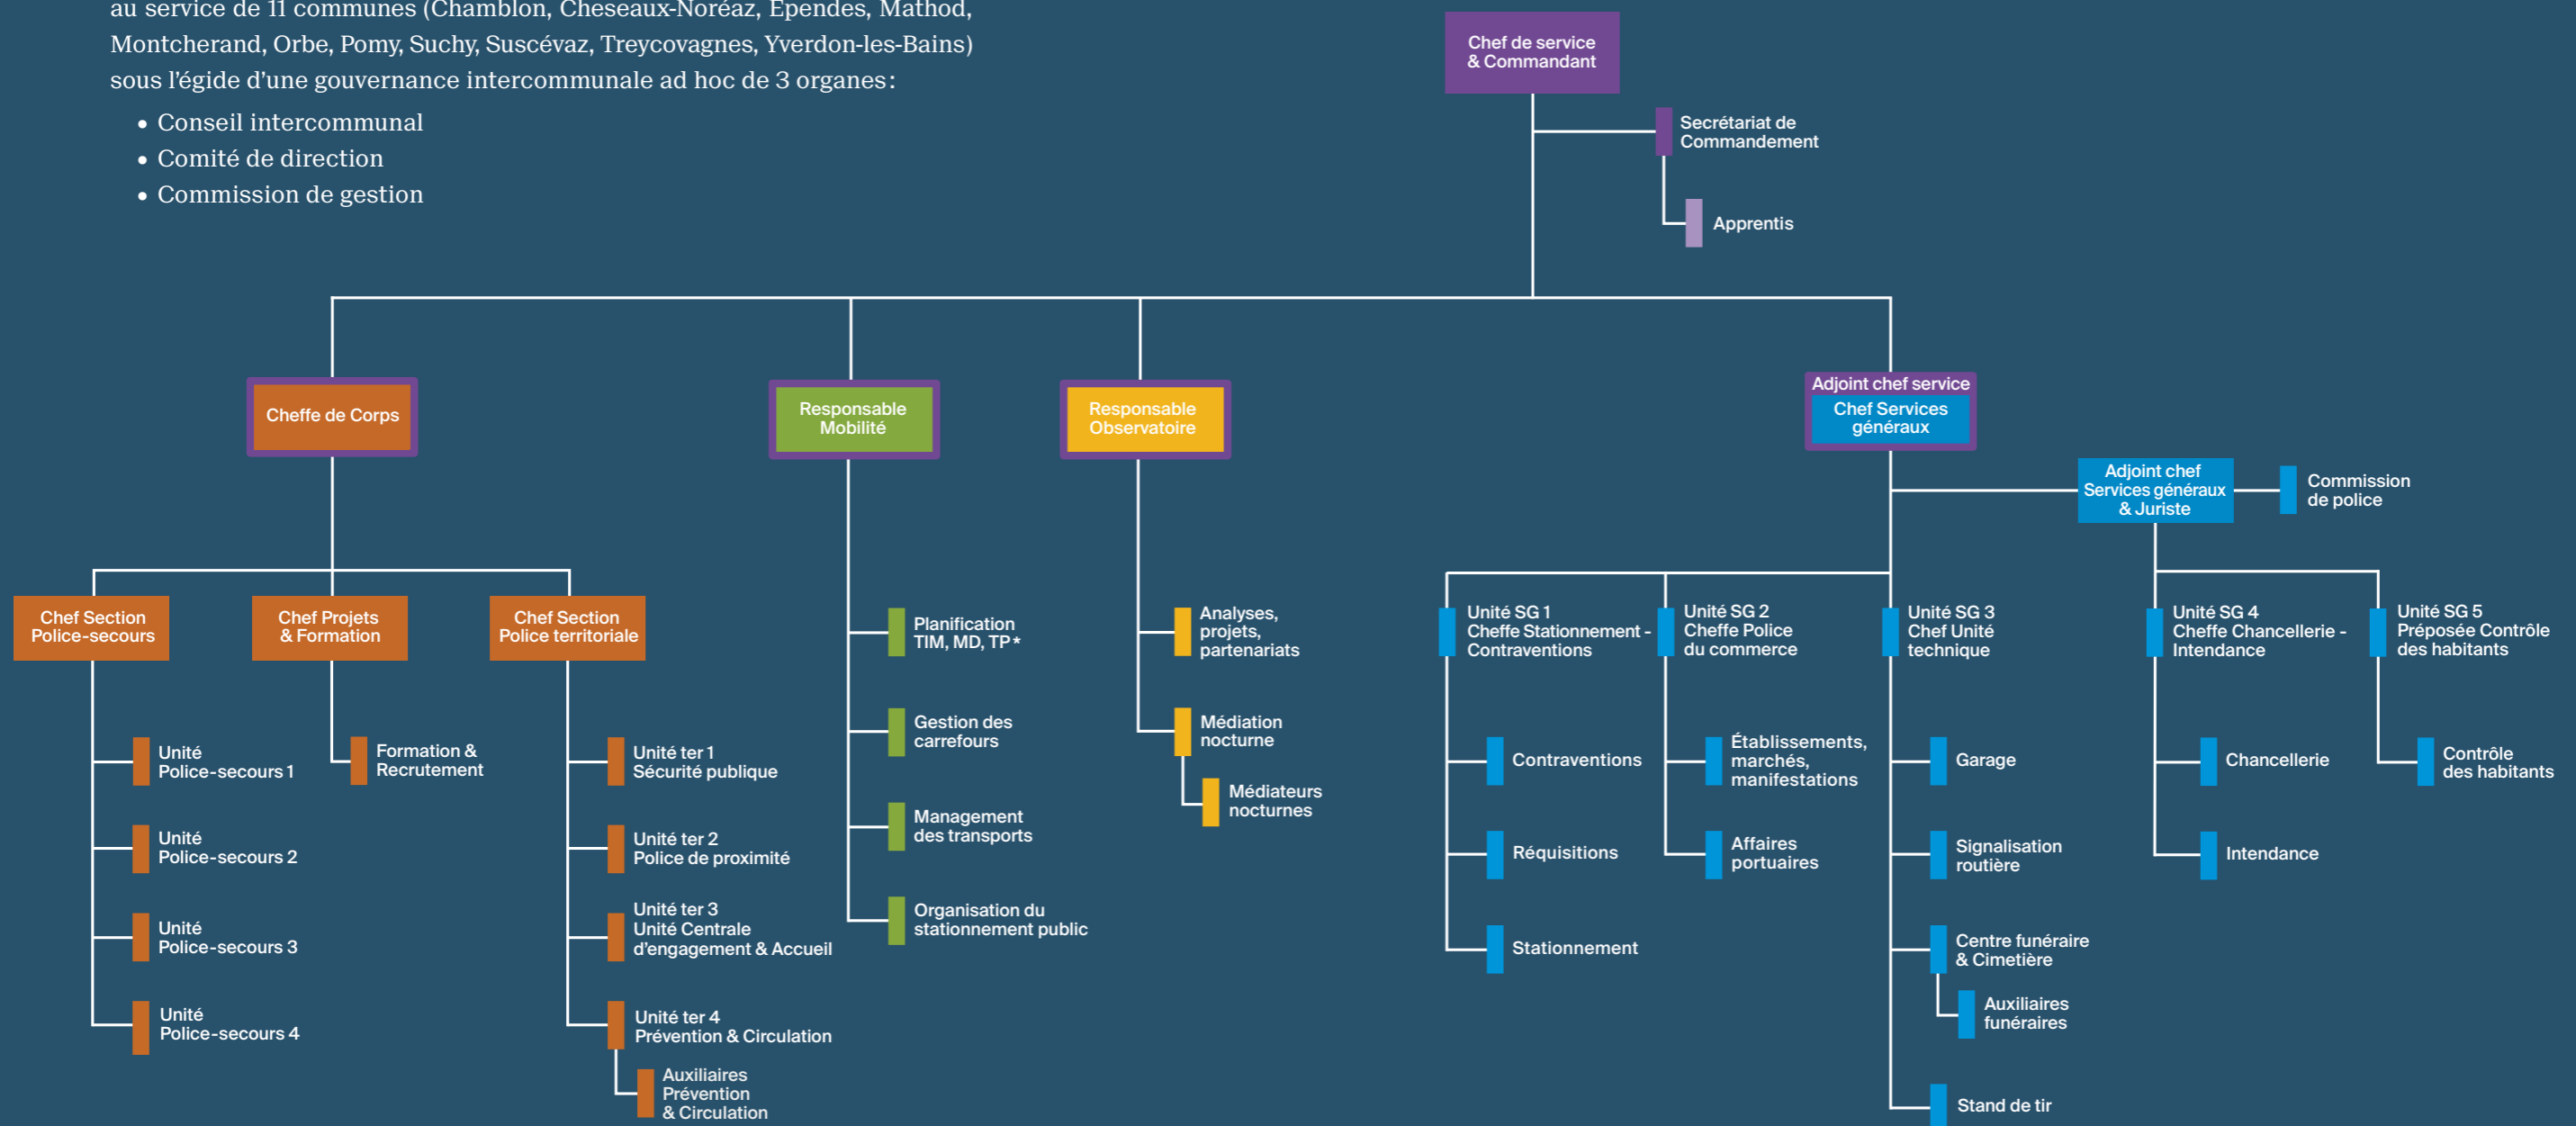 au service de 11 communes (Chamblon, Cheseaux-Noréaz, Ependes, Mathod,
Montcherand, Orbe, Pomy, Suchy, Suscévaz, Treycovagnes, Yverdon-les-Bains)
sous l’égide d’une gouvernance intercommunale ad hoc de 3 organes :
• Conseil intercommunal
• Comité de direction
• Commission de gestion
Chef de service
& Commandant
Secrétariat de
Commandement
Apprentis
Cheffe de Corps
Responsable
Mobilité
Responsable
Observatoire
Adjoint chef service
Chef Services
généraux
Adjoint chef
Services généraux
& Juriste
Commission
de police
Chef Section
Police-secours
Chef Projets
& Formation
Chef Section
Police territoriale
Unité
Police-secours 1
Unité
Police-secours 2
Unité
Police-secours 3
Unité
Police-secours 4
Formation &
Recrutement
Unité ter 1
Sécurité publique
Unité ter 2
Police de proximité
Unité ter 3
Unité Centrale
d’engagement & Accueil
Unité ter 4
Prévention & Circulation
Auxiliaires
Prévention
& Circulation
Planification
TIM, MD, TP*
Gestion des
carrefours
Management
des transports
Organisation du
stationnement public
Analyses,
projets,
partenariats
Médiation
nocturne
Médiateurs
nocturnes
Unité SG 1
Cheffe Stationnement -
Contraventions
Contraventions
Réquisitions
Stationnement
Unité SG 2
Cheffe Police
du commerce
Établissements,
marchés,
manifestations
Affaires
portuaires
Unité SG 3
Chef Unité
technique
Garage
Signalisation
routière
Centre funéraire
& Cimetière
Auxiliaires
funéraires
Stand de tir
Unité SG 4
Cheffe Chancellerie -
Intendance
Chancellerie
Intendance
Unité SG 5
Préposée Contrôle
des habitants
Contrôle
des habitants